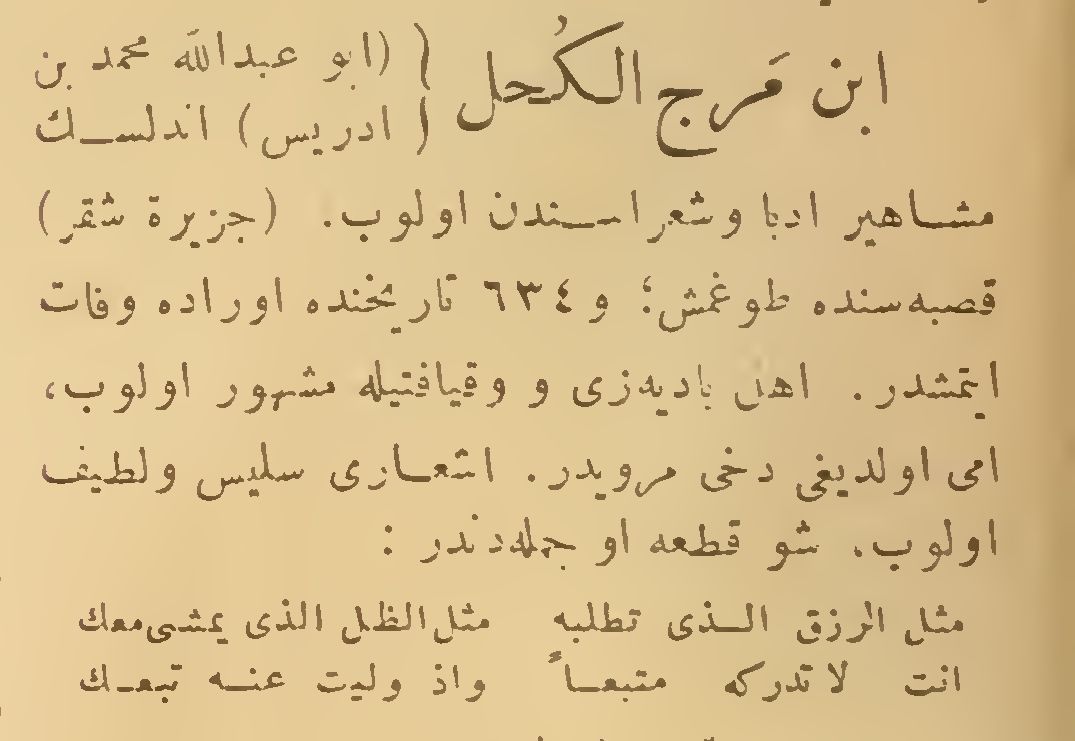 ابن مَرج الكُحل (ابو عبدالله محمد بن
ادريس) اندلسك
مشاهير ادبا وشعراسندن اولوب. (جزيرة شقر)
قصبه‌سنده طوغمش؛ و ٦٣٤ تاريخنده اوراده وفات
ايتمشدر. اهل باديه‌زى و وقيافتيله مشهور اولوب،
امى اولديغى دخى مرويدر. اشعارى سليس ولطيف
اولوب، شو قطعه او جمله‌دندر :
مثل الرزق الذى تطلبه مثل الظل الذى يمشى معك
انت لا تدركه متبعاً واذ وليت عنه تبعك